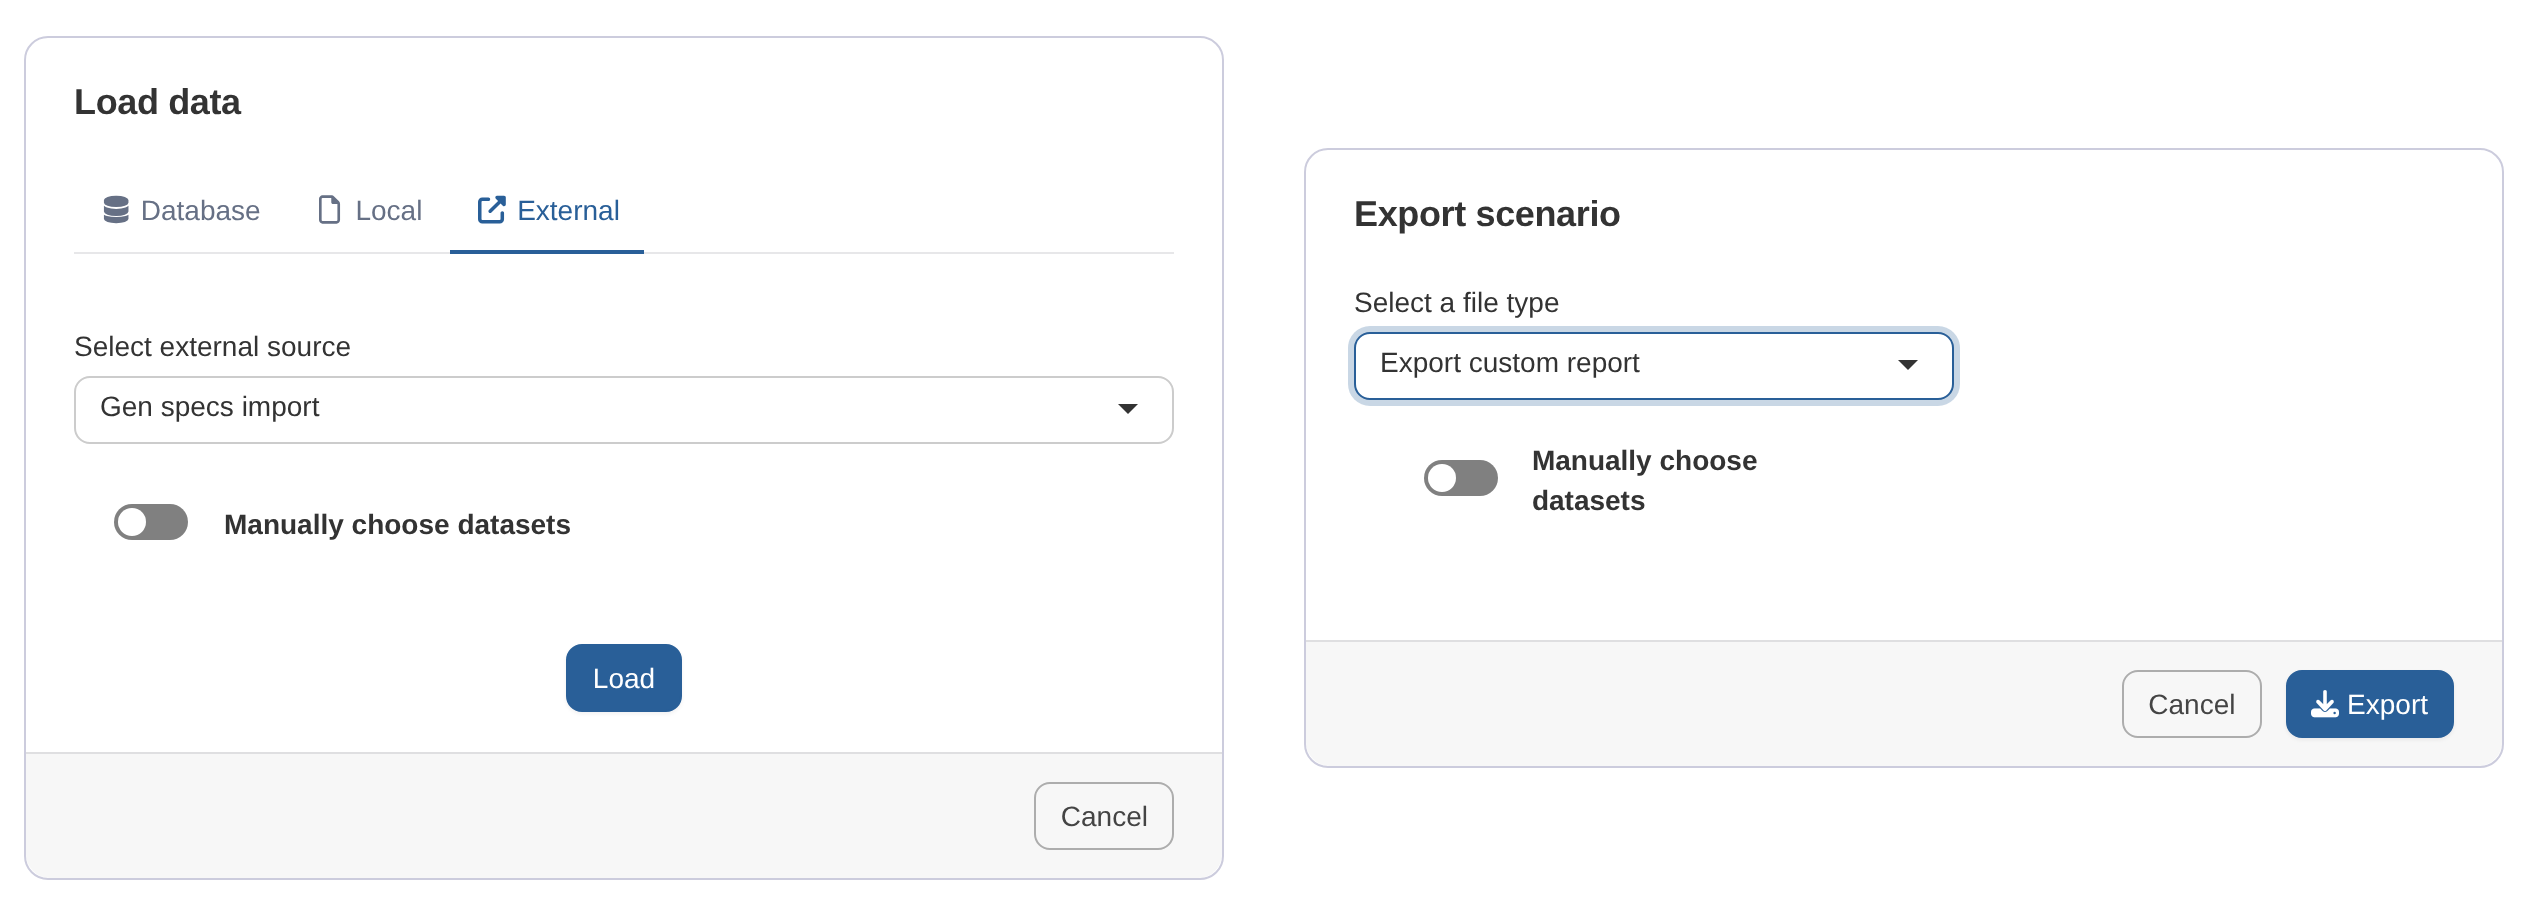 Load data
Database
Local
External
Select external source
Gen specs import
Manually choose datasets
Load
Cancel
Export scenario
Select a file type
Export custom report
Manually choose
datasets
Cancel
Export